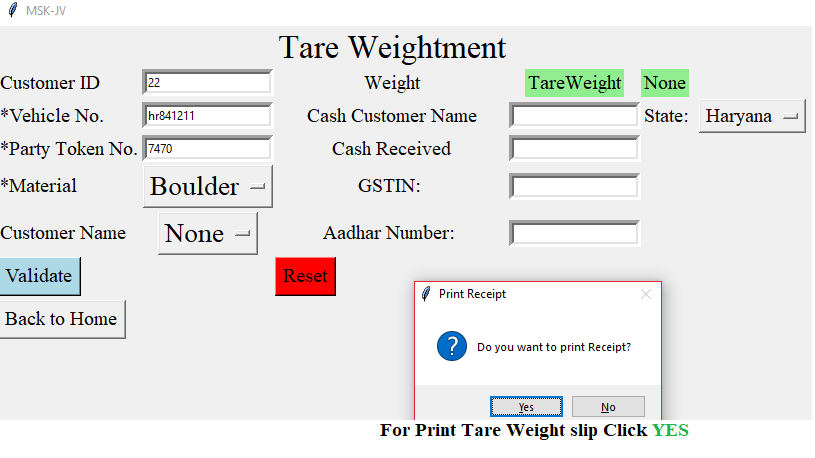 MSK-JV
Tare Weightment
Customer ID 22 Weight TareWeight None
*Vehicle No. hr841211 Cash Customer Name State: Haryana
*Party Token No. 7470 Cash Received
*Material Boulder GSTIN:
Customer Name None Aadhar Number:
Validate Reset
Back to Home
Print Receipt
Do you want to print Receipt?
Yes No
For Print Tare Weight slip Click YES